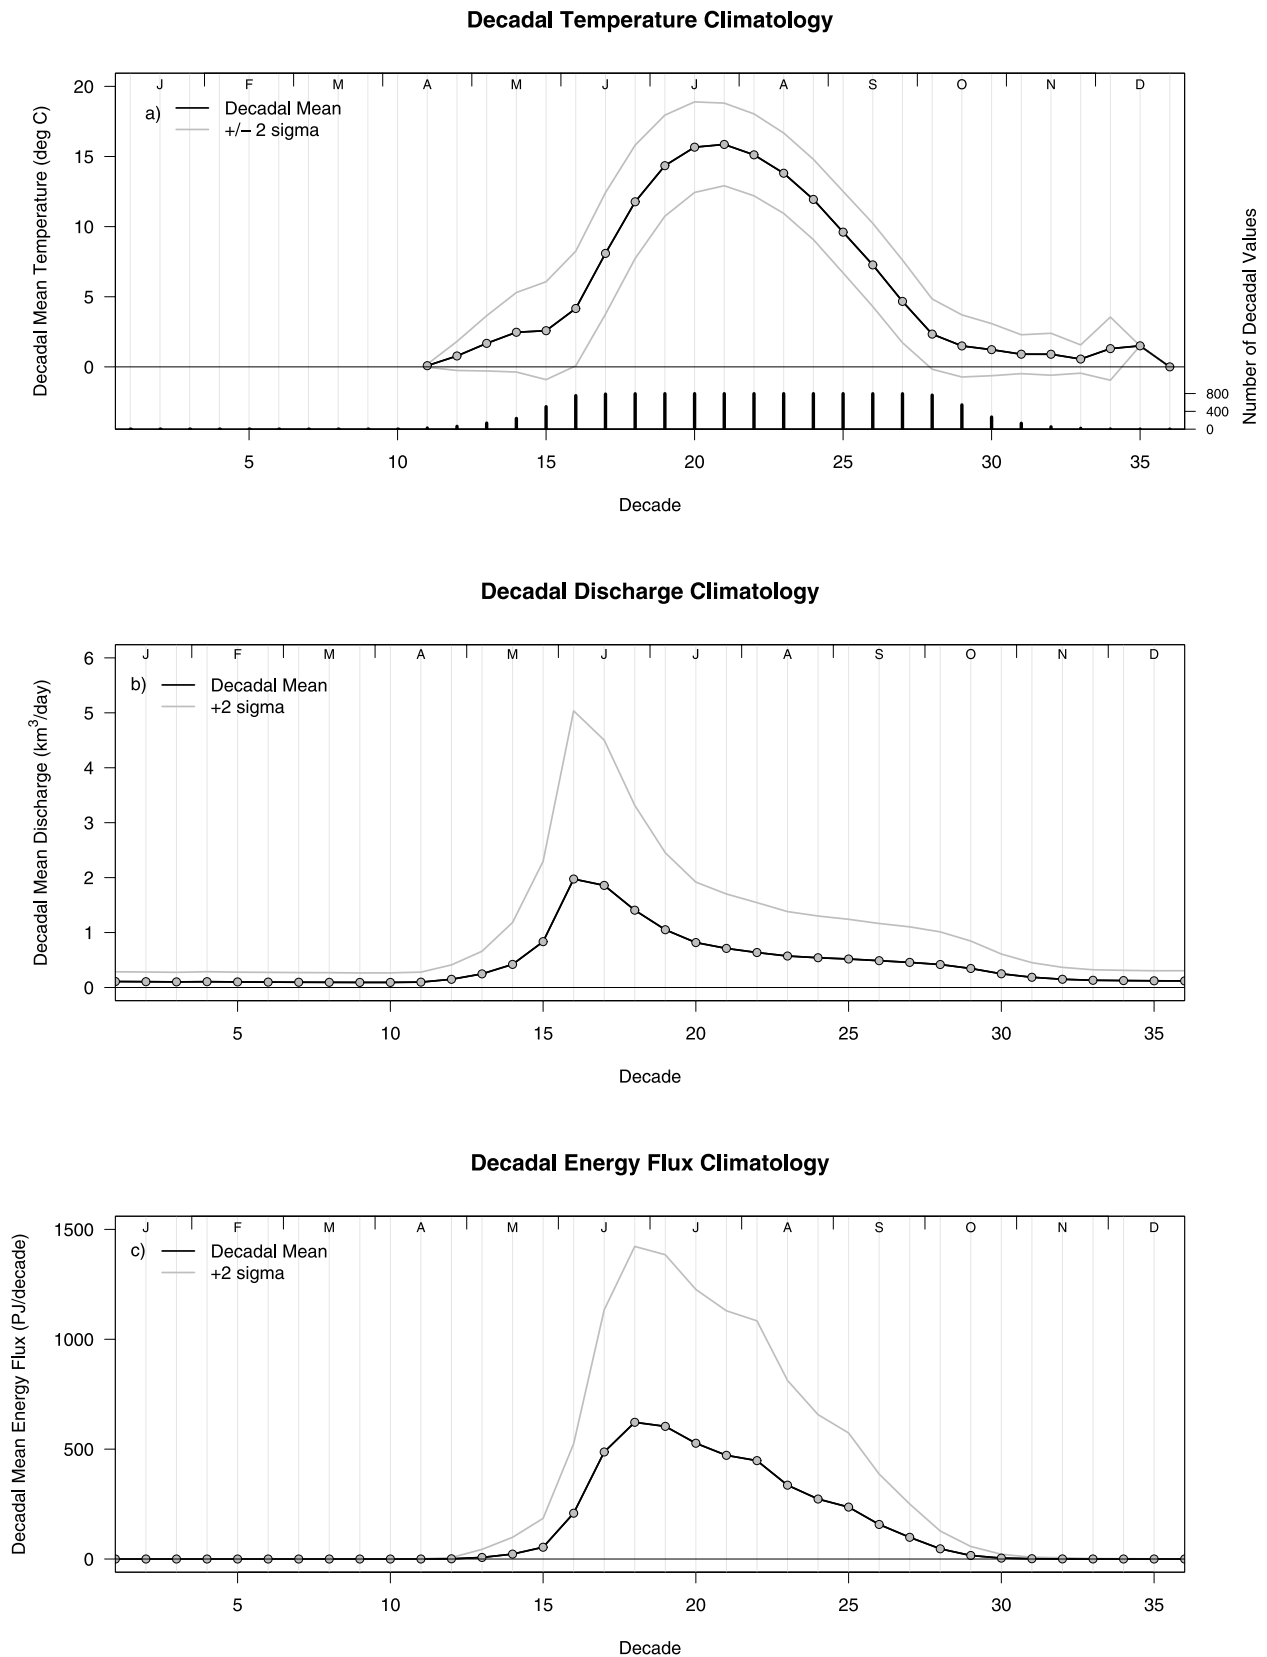 Decadal Temperature Climatology
J F M A M J J A S O N D
a) Decadal Mean
+/− 2 sigma
Decadal Mean Temperature (deg C)
20
15
10
5
0
Number of Decadal Values
800
400
0
5 10 15 20 25 30 35
Decade
Decadal Discharge Climatology
J F M A M J J A S O N D
b) Decadal Mean
+2 sigma
Decadal Mean Discharge (km³/day)
6
5
4
3
2
1
0
5 10 15 20 25 30 35
Decade
Decadal Energy Flux Climatology
J F M A M J J A S O N D
c) Decadal Mean
+2 sigma
Decadal Mean Energy Flux (PJ/decade)
1500
1000
500
0
5 10 15 20 25 30 35
Decade